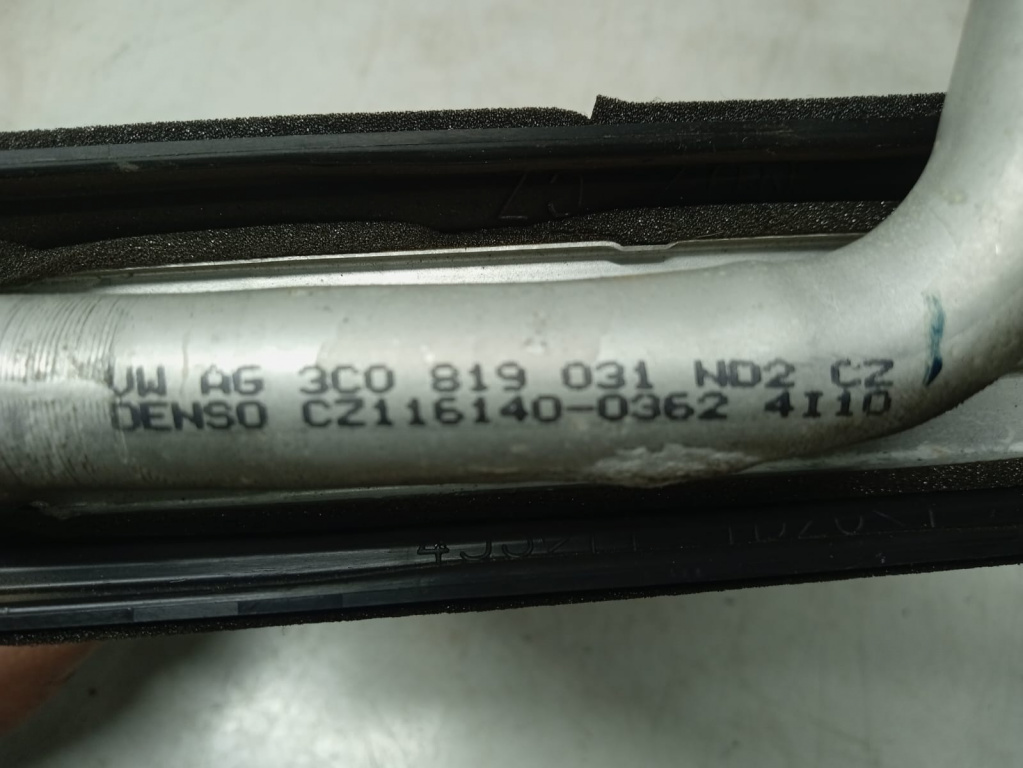 VW AG 3C0 819 031 ND2 CZ
DENSO CZ116140-0362 4I10